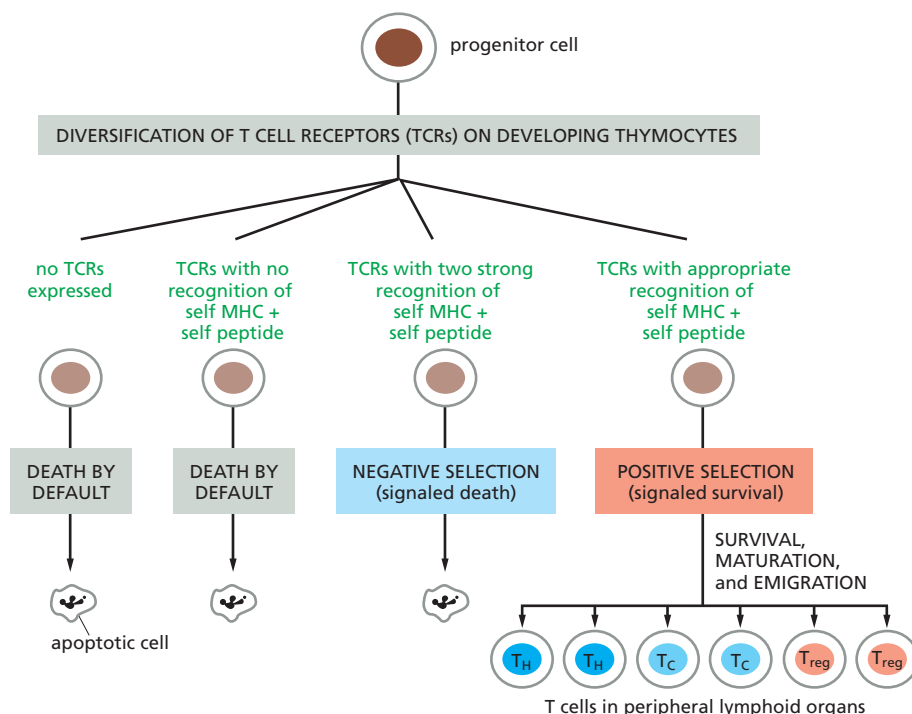 progenitor cell
DIVERSIFICATION OF T CELL RECEPTORS (TCRs) ON DEVELOPING THYMOCYTES
no TCRs
expressed
TCRs with no
recognition of
self MHC +
self peptide
TCRs with two strong
recognition of
self MHC +
self peptide
TCRs with appropriate
recognition of
self MHC +
self peptide
DEATH BY
DEFAULT
DEATH BY
DEFAULT
NEGATIVE SELECTION
(signaled death)
POSITIVE SELECTION
(signaled survival)
SURVIVAL,
MATURATION,
and EMIGRATION
apoptotic cell
TH
TH
TC
TC
Treg
Treg
T cells in peripheral lymphoid organs